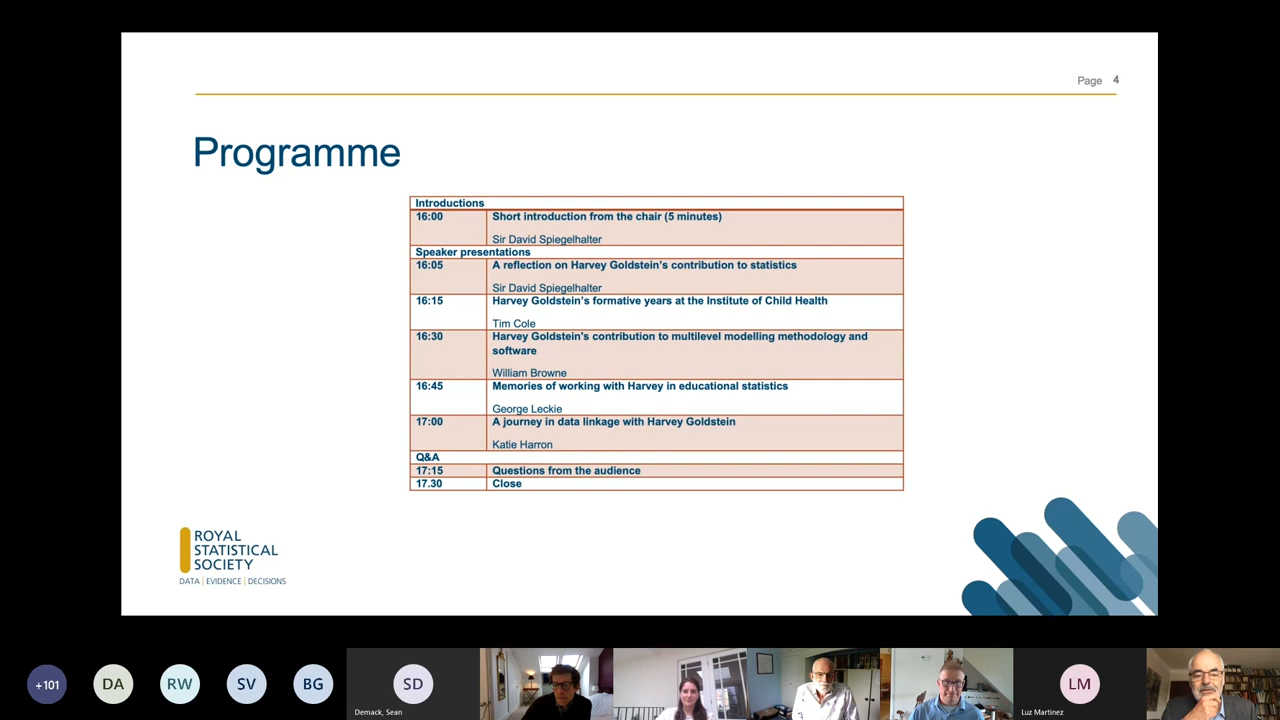 Page 4
Programme
Introductions
16:00 Short introduction from the chair (5 minutes)
Sir David Spiegelhalter
Speaker presentations
16:05 A reflection on Harvey Goldstein's contribution to statistics
Sir David Spiegelhalter
16:15 Harvey Goldstein's formative years at the Institute of Child Health
Tim Cole
16:30 Harvey Goldstein's contribution to multilevel modelling methodology and
software
William Browne
16:45 Memories of working with Harvey in educational statistics
George Leckie
17:00 A journey in data linkage with Harvey Goldstein
Katie Harron
Q&A
17:15 Questions from the audience
17.30 Close
ROYAL
STATISTICAL
SOCIETY
DATA | EVIDENCE | DECISIONS
+101 DA RW SV BG SD LM
Demack, Sean
Luz Martinez